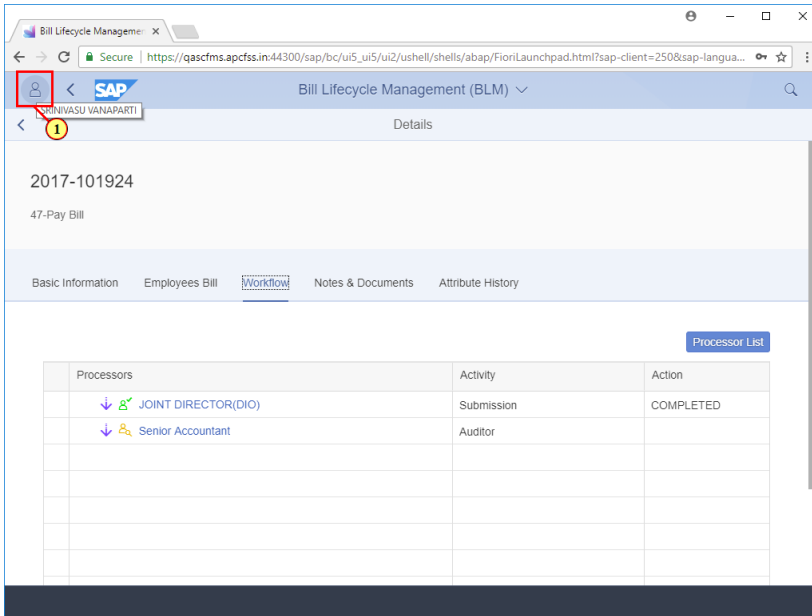 Bill Lifecycle Managemen
Secure https://qascfms.apcfss.in:44300/sap/bc/ui5_ui5/ui2/ushell/shells/abap/FioriLaunchpad.html?sap-client=250&sap-langua...
SAP Bill Lifecycle Management (BLM)
SRINIVASU VANAPARTI
1
Details
2017-101924
47-Pay Bill
Basic Information Employees Bill Workflow Notes & Documents Attribute History
Processor List
Processors Activity Action
JOINT DIRECTOR(DIO) Submission COMPLETED
Senior Accountant Auditor